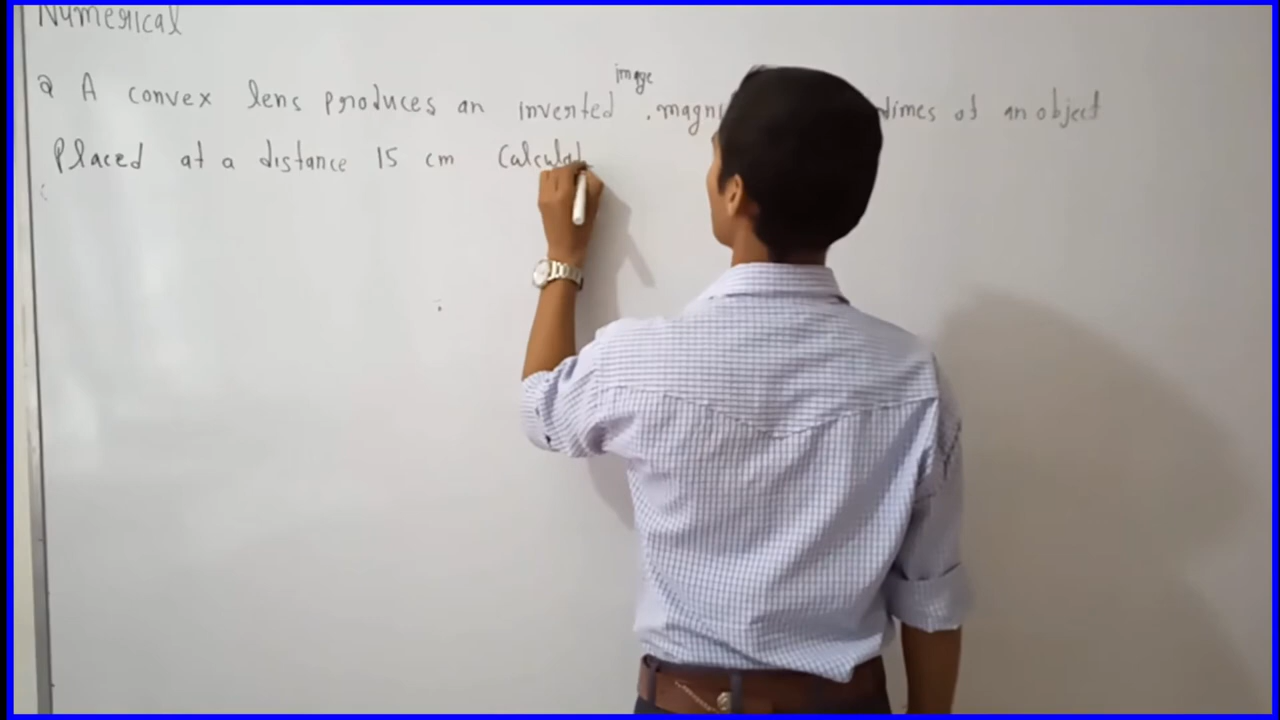 Numerical
Q A convex lens produces an inverted image magni times of an object
Placed at a distance 15 cm Calculat